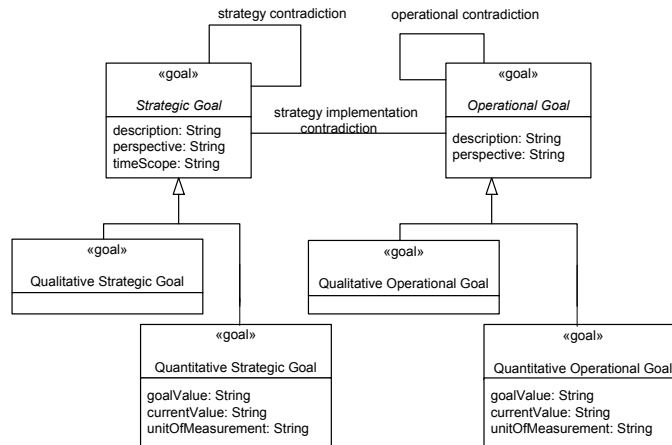 strategy contradiction
operational contradiction
«goal»
Strategic Goal
description: String
perspective: String
timeScope: String
strategy implementation
contradiction
«goal»
Operational Goal
description: String
perspective: String
«goal»
Qualitative Strategic Goal
«goal»
Qualitative Operational Goal
«goal»
Quantitative Strategic Goal
goalValue: String
currentValue: String
unitOfMeasurement: String
«goal»
Quantitative Operational Goal
goalValue: String
currentValue: String
unitOfMeasurement: String